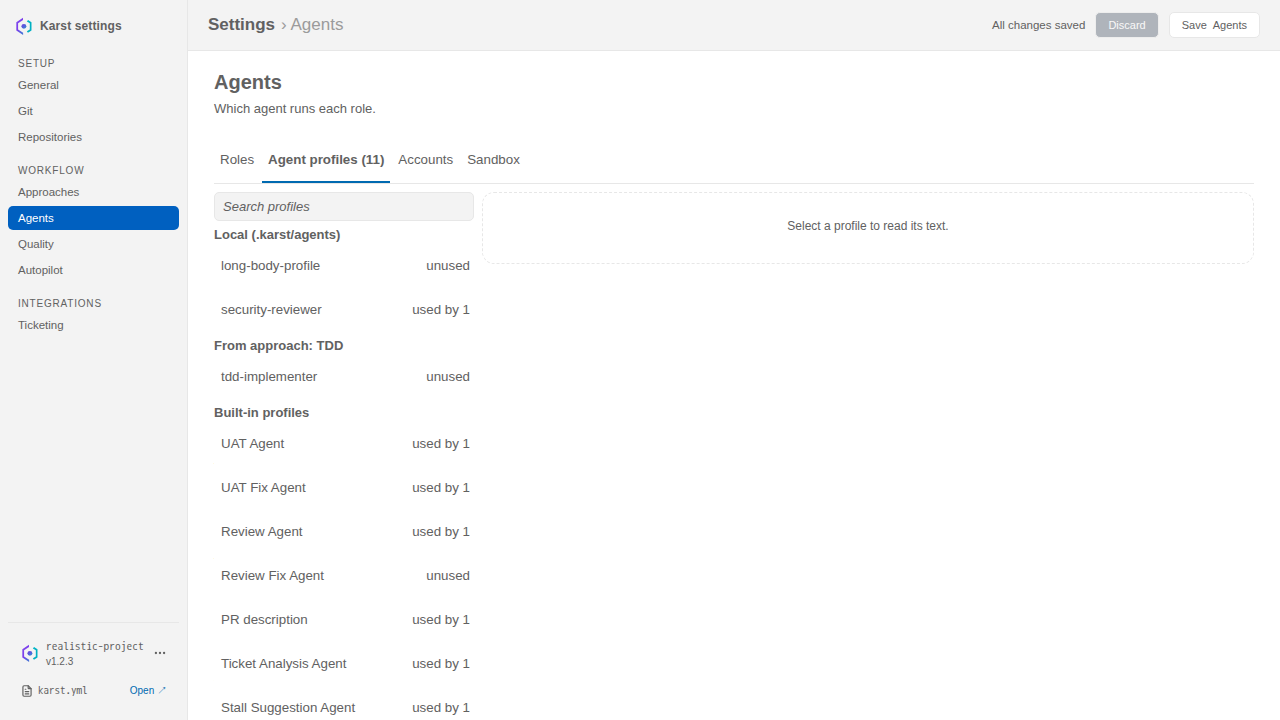 Karst settings
SETUP
General
Git
Repositories
WORKFLOW
Approaches
Agents
Quality
Autopilot
INTEGRATIONS
Ticketing
realistic-project
v1.2.3
karst.yml
Open ↗
Settings › Agents
All changes saved
Discard
Save Agents
Agents
Which agent runs each role.
Roles
Agent profiles (11)
Accounts
Sandbox
Search profiles
Local (.karst/agents)
long-body-profile unused
security-reviewer used by 1
From approach: TDD
tdd-implementer unused
Built-in profiles
UAT Agent used by 1
UAT Fix Agent used by 1
Review Agent used by 1
Review Fix Agent unused
PR description used by 1
Ticket Analysis Agent used by 1
Stall Suggestion Agent used by 1
Select a profile to read its text.